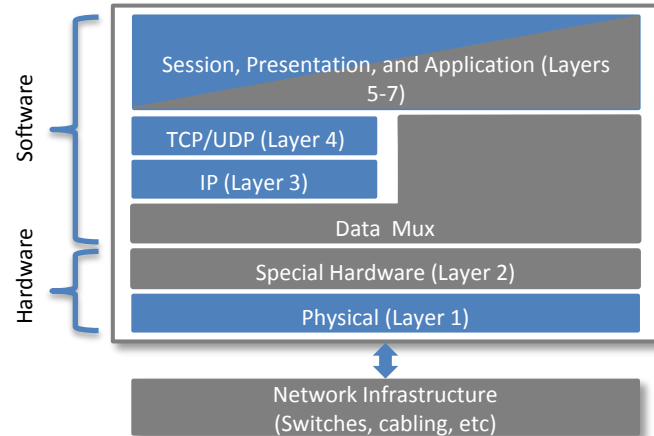 Software
Hardware
Session, Presentation, and Application (Layers
5-7)
TCP/UDP (Layer 4)
IP (Layer 3)
Data Mux
Special Hardware (Layer 2)
Physical (Layer 1)
Network Infrastructure
(Switches, cabling, etc)